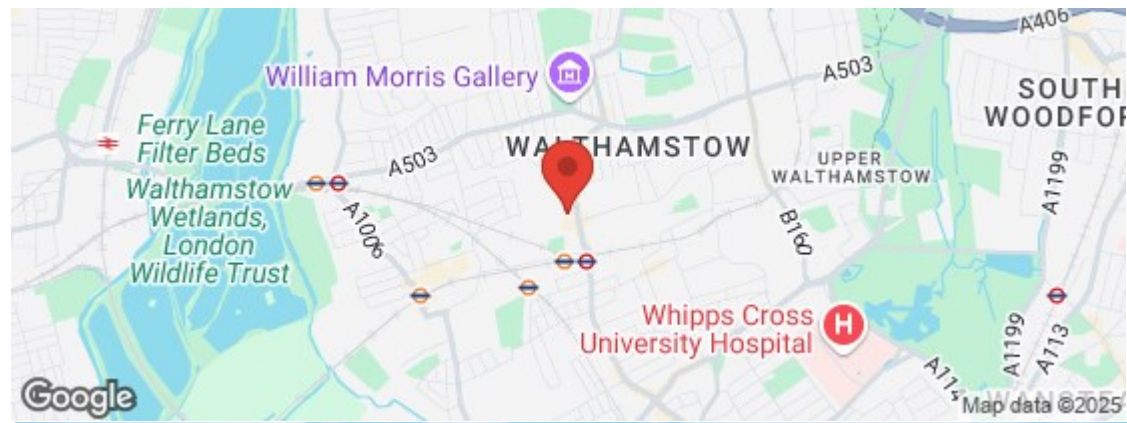 A406
William Morris Gallery
A503
SOUTH
WOODFOR
Ferry Lane
Filter Beds
WALTHAMSTOW
A503
UPPER
WALTHAMSTOW
A1199
Walthamstow
Wetlands,
London
Wildlife Trust
A1006
B160
Whipps Cross
University Hospital
H
A1199
A113
A114
Google
Map data ©2025